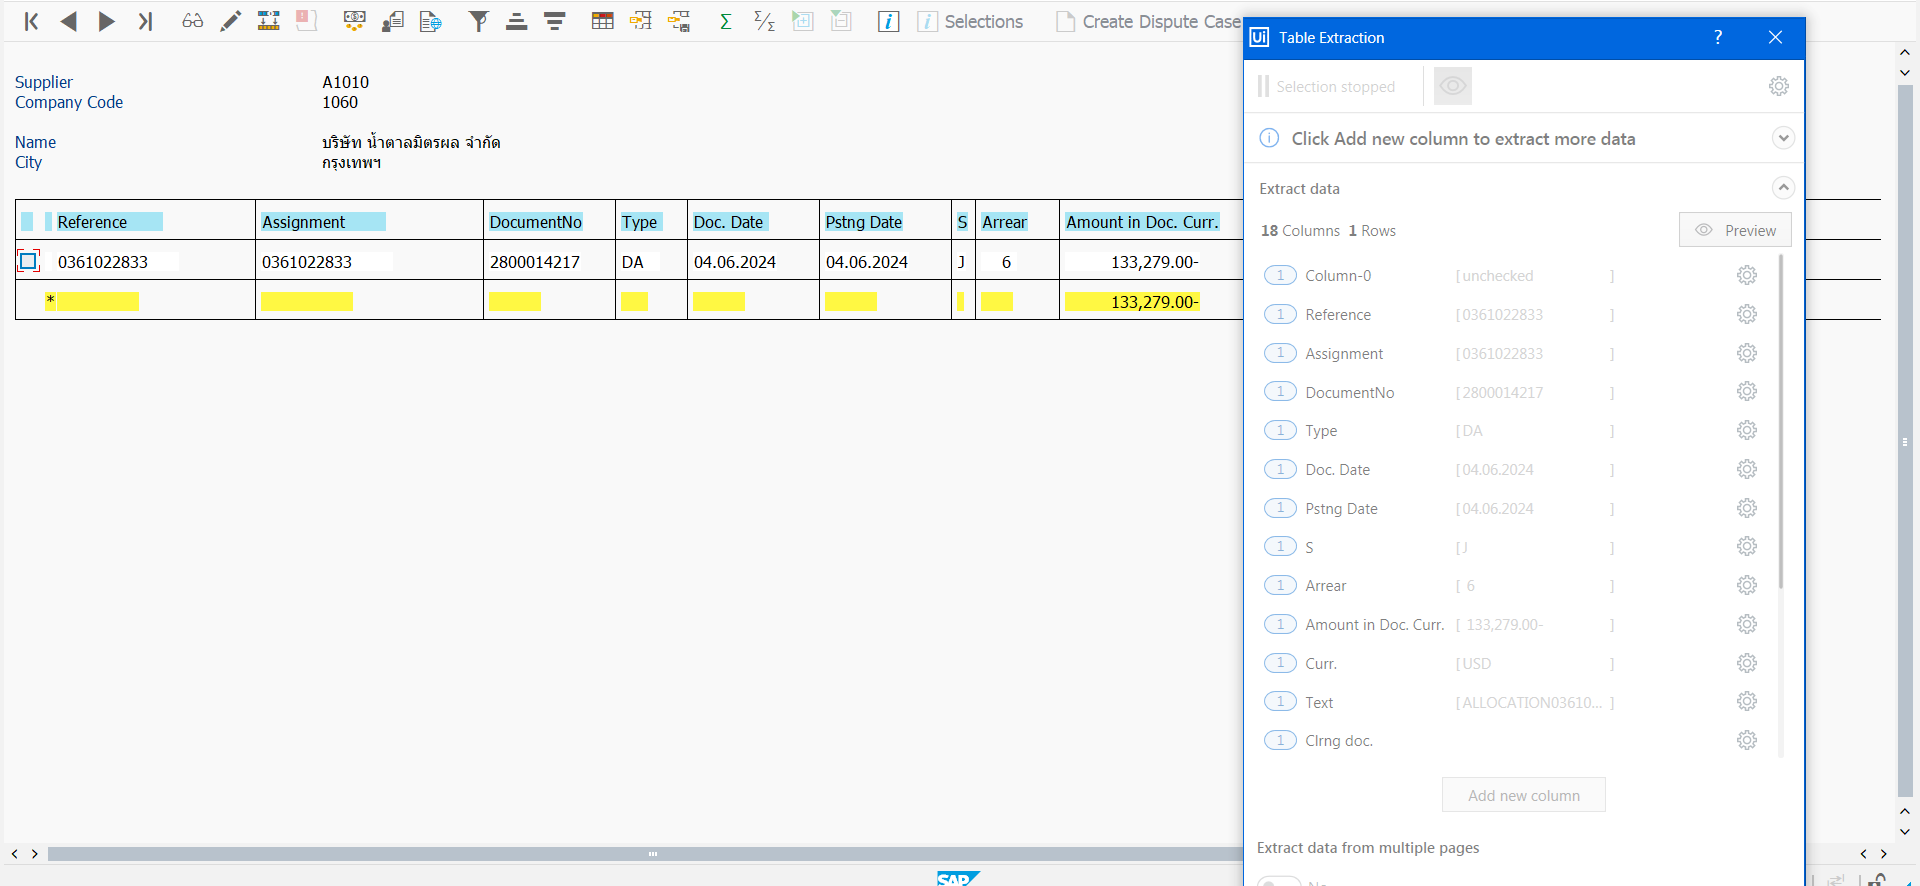 Selections
Create Dispute Case
Supplier A1010
Company Code 1060
Name บริษัท น้ำตาลมิตรผล จำกัด
City กรุงเทพฯ
Reference Assignment DocumentNo Type Doc. Date Pstng Date S Arrear Amount in Doc. Curr.
0361022833 0361022833 2800014217 DA 04.06.2024 04.06.2024 J 6 133,279.00-
* 133,279.00-
SAP
Ui Table Extraction ?
Selection stopped
Click Add new column to extract more data
Extract data
18 Columns 1 Rows Preview
1 Column-0 [unchecked ]
1 Reference [0361022833 ]
1 Assignment [0361022833 ]
1 DocumentNo [2800014217 ]
1 Type [DA ]
1 Doc. Date [04.06.2024 ]
1 Pstng Date [04.06.2024 ]
1 S [J ]
1 Arrear [ 6 ]
1 Amount in Doc. Curr. [ 133,279.00- ]
1 Curr. [USD ]
1 Text [ALLOCATION03610... ]
1 Clrng doc.
Add new column
Extract data from multiple pages